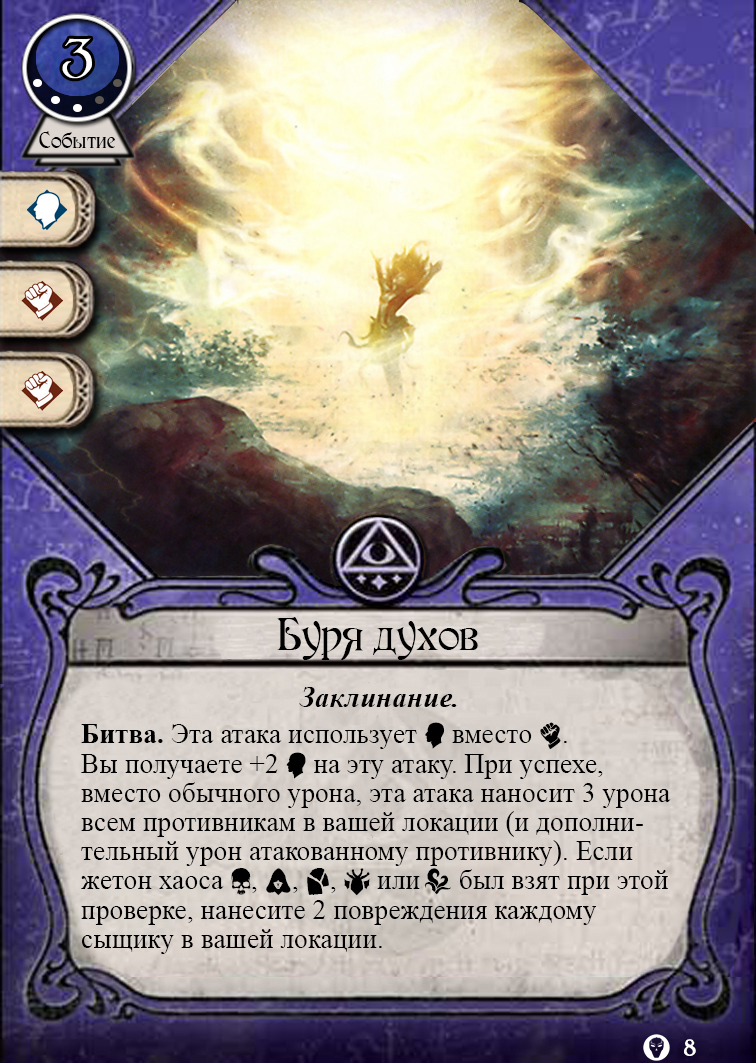 3
Событие
Буря духов
Заклинание.
Битва. Эта атака использует вместо .
Вы получаете +2 на эту атаку. При успехе,
вместо обычного урона, эта атака наносит 3 урона
всем противникам в вашей локации (и дополни-
тельный урон атакованному противнику). Если
жетон хаоса , , , или был взят при этой
проверке, нанесите 2 повреждения каждому
сыщику в вашей локации.
8